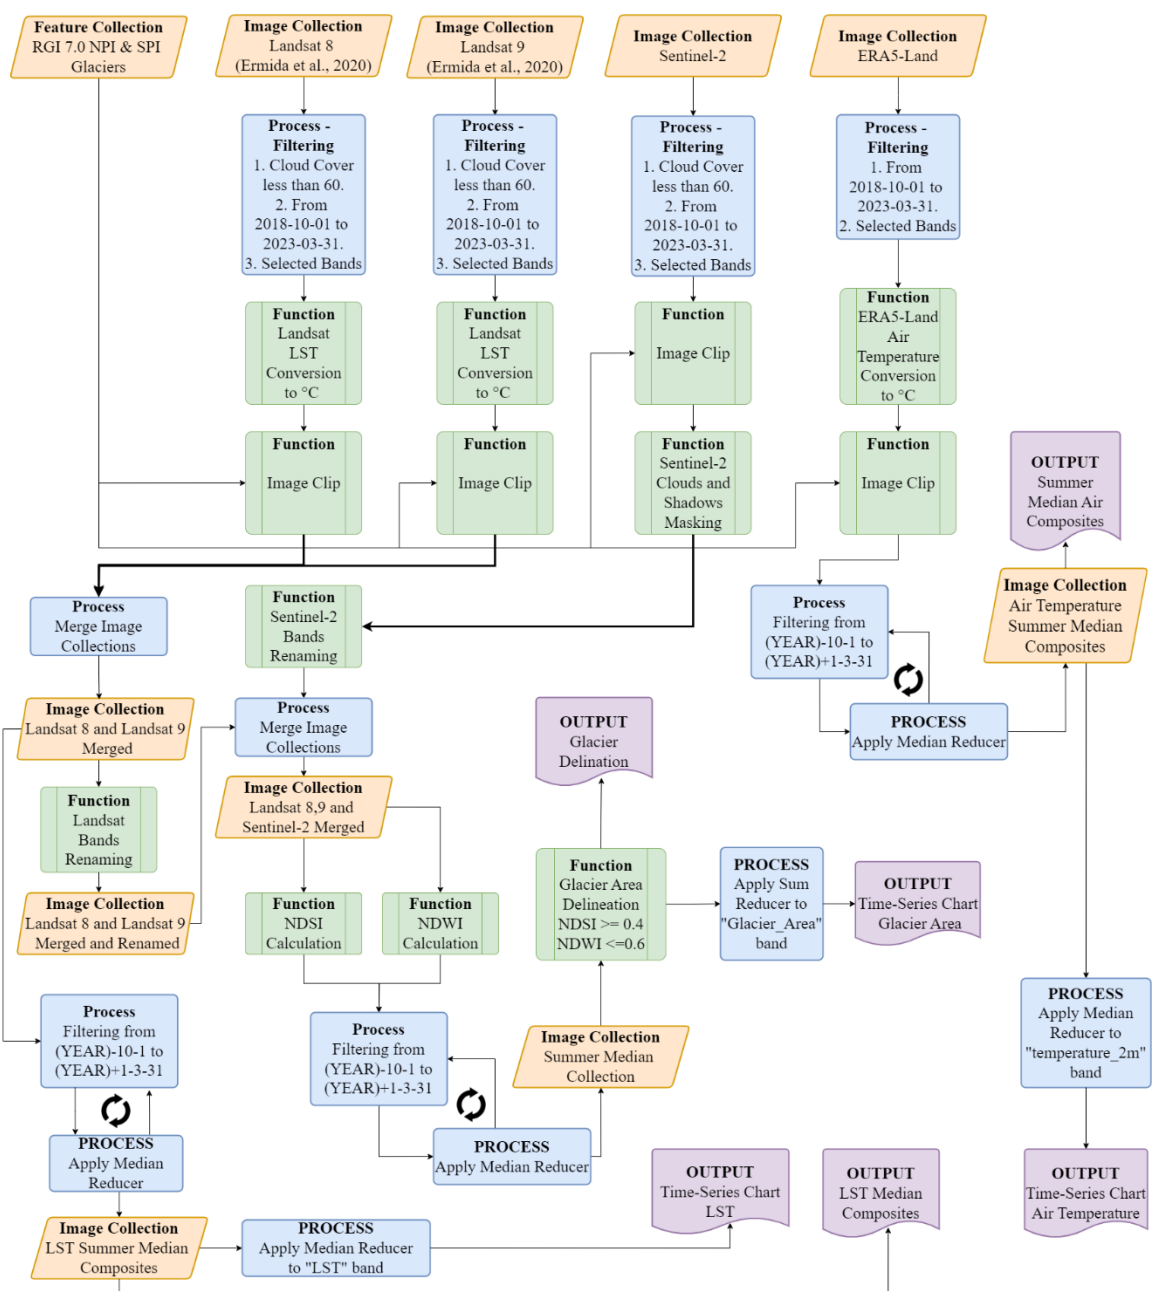 Feature Collection
RGI 7.0 NPI & SPI
Glaciers
Image Collection
Landsat 8
(Ermida et al., 2020)
Image Collection
Landsat 9
(Ermida et al., 2020)
Image Collection
Sentinel-2
Image Collection
ERA5-Land
Process -
Filtering
1. Cloud Cover
less than 60.
2. From
2018-10-01 to
2023-03-31.
3. Selected Bands
Process -
Filtering
1. Cloud Cover
less than 60.
2. From
2018-10-01 to
2023-03-31.
3. Selected Bands
Process -
Filtering
1. Cloud Cover
less than 60.
2. From
2018-10-01 to
2023-03-31.
3. Selected Bands
Process -
Filtering
1. From
2018-10-01 to
2023-03-31.
2. Selected Bands
Function
Landsat
LST
Conversion
to °C
Function
Landsat
LST
Conversion
to °C
Function
Image Clip
Function
ERA5-Land
Air
Temperature
Conversion
to °C
Function
Image Clip
Function
Image Clip
Function
Sentinel-2
Clouds and
Shadows
Masking
Function
Image Clip
OUTPUT
Summer
Median Air
Composites
Process
Merge Image
Collections
Function
Sentinel-2
Bands
Renaming
Process
Filtering from
(YEAR)-10-1 to
(YEAR)+1-3-31
Image Collection
Air Temperature
Summer Median
Composites
Image Collection
Landsat 8 and Landsat 9
Merged
Process
Merge Image
Collections
OUTPUT
Glacier
Delination
PROCESS
Apply Median Reducer
Function
Landsat
Bands
Renaming
Image Collection
Landsat 8,9 and
Sentinel-2 Merged
Image Collection
Landsat 8 and Landsat 9
Merged and Renamed
Function
NDSI
Calculation
Function
NDWI
Calculation
Function
Glacier Area
Delineation
NDSI >= 0.4
NDWI <=0.6
PROCESS
Apply Sum
Reducer to
"Glacier_Area"
band
OUTPUT
Time-Series Chart
Glacier Area
Process
Filtering from
(YEAR)-10-1 to
(YEAR)+1-3-31
Process
Filtering from
(YEAR)-10-1 to
(YEAR)+1-3-31
Image Collection
Summer Median
Collection
PROCESS
Apply Median
Reducer to
"temperature_2m"
band
PROCESS
Apply Median
Reducer
PROCESS
Apply Median Reducer
OUTPUT
Time-Series Chart
LST
OUTPUT
LST Median
Composites
OUTPUT
Time-Series Chart
Air Temperature
Image Collection
LST Summer Median
Composites
PROCESS
Apply Median Reducer
to "LST" band